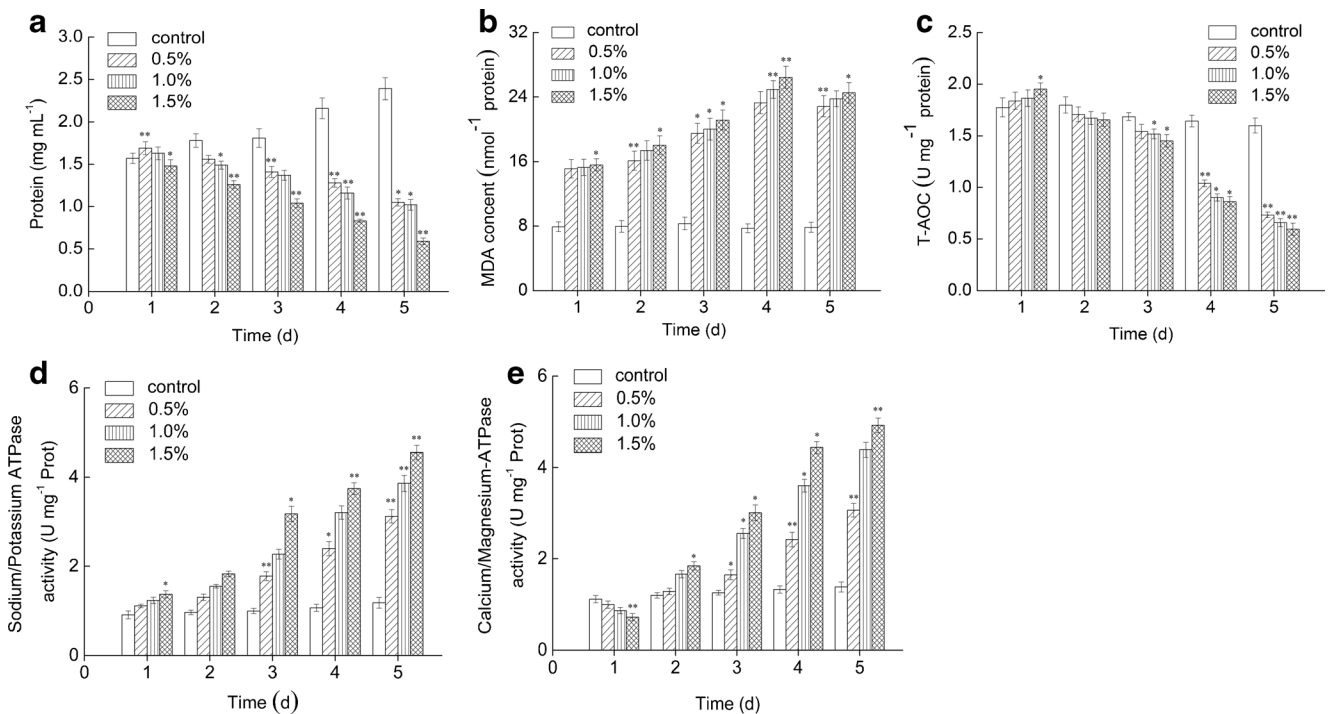 a
Protein (mg mL⁻¹)
3.0
2.5
2.0
1.5
1.0
0.5
0.0
control
0.5%
1.0%
1.5%
** * * ** ** ** ** ** ** * * **
0 1 2 3 4 5
Time (d)
b
MDA concent (nmol⁻¹ protein)
32
24
16
8
0
control
0.5%
1.0%
1.5%
* ** * * * * ** ** ** *
0 1 2 3 4 5
Time (d)
c
T-AOC (U mg⁻¹ protein)
2.5
2.0
1.5
1.0
0.5
0.0
control
0.5%
1.0%
1.5%
* * * ** * * ** ** **
0 1 2 3 4 5
Time (d)
d
Sodium/Potassium ATPase
activity (U mg⁻¹ Prot)
6
4
2
0
control
0.5%
1.0%
1.5%
* ** * * ** ** ** **
0 1 2 3 4 5
Time (d)
e
Calcium/Magnesium-ATPase
activity (U mg⁻¹ Prot)
6
4
2
0
control
0.5%
1.0%
1.5%
** * * * * ** * * ** **
0 1 2 3 4 5
Time (d)